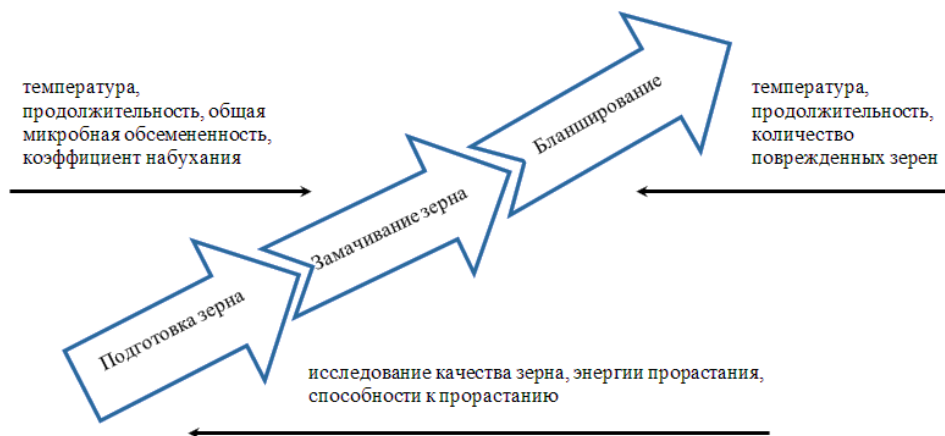 температура,
продолжительность, общая
микробная обсемененность,
коэффициент набухания
Бланширование
температура,
продолжительность,
количество
поврежденных зерен
Замачивание зерна
Подготовка зерна
исследование качества зерна, энергии прорастания,
способности к прорастанию